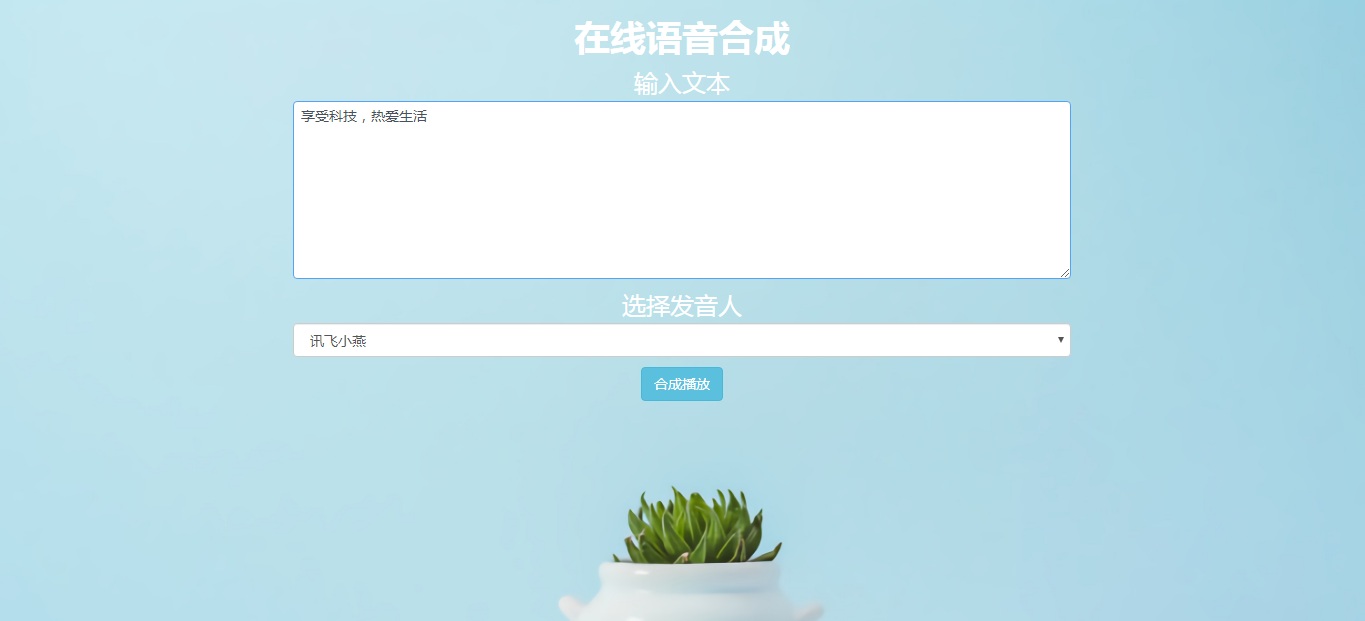 在线语音合成
输入文本
享受科技，热爱生活
选择发音人
讯飞小燕
合成播放